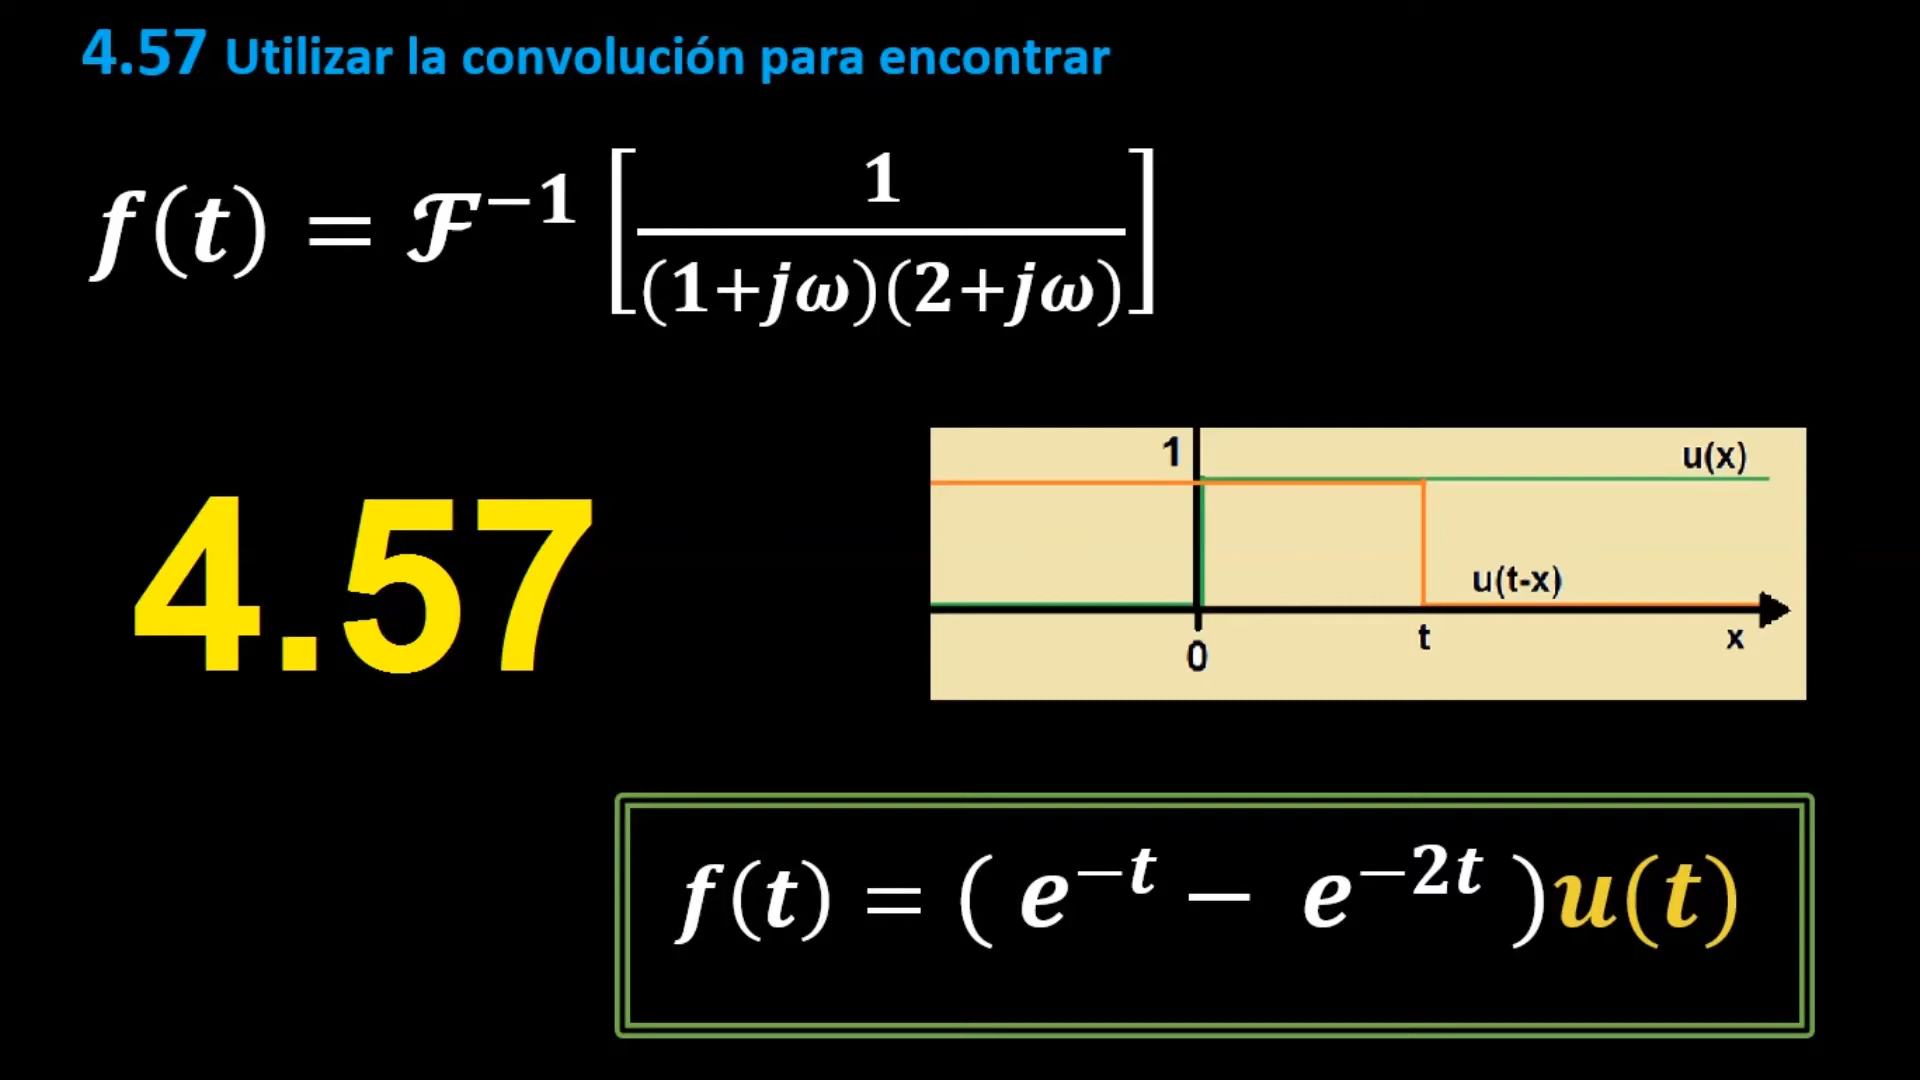 4.57 Utilizar la convolución para encontrar
f(t) = ℱ⁻¹ [ 1 / (1+jω)(2+jω) ]
4.57
1
u(x)
u(t-x)
0
t
x
f(t) = ( e⁻ᵗ − e⁻²ᵗ )u(t)